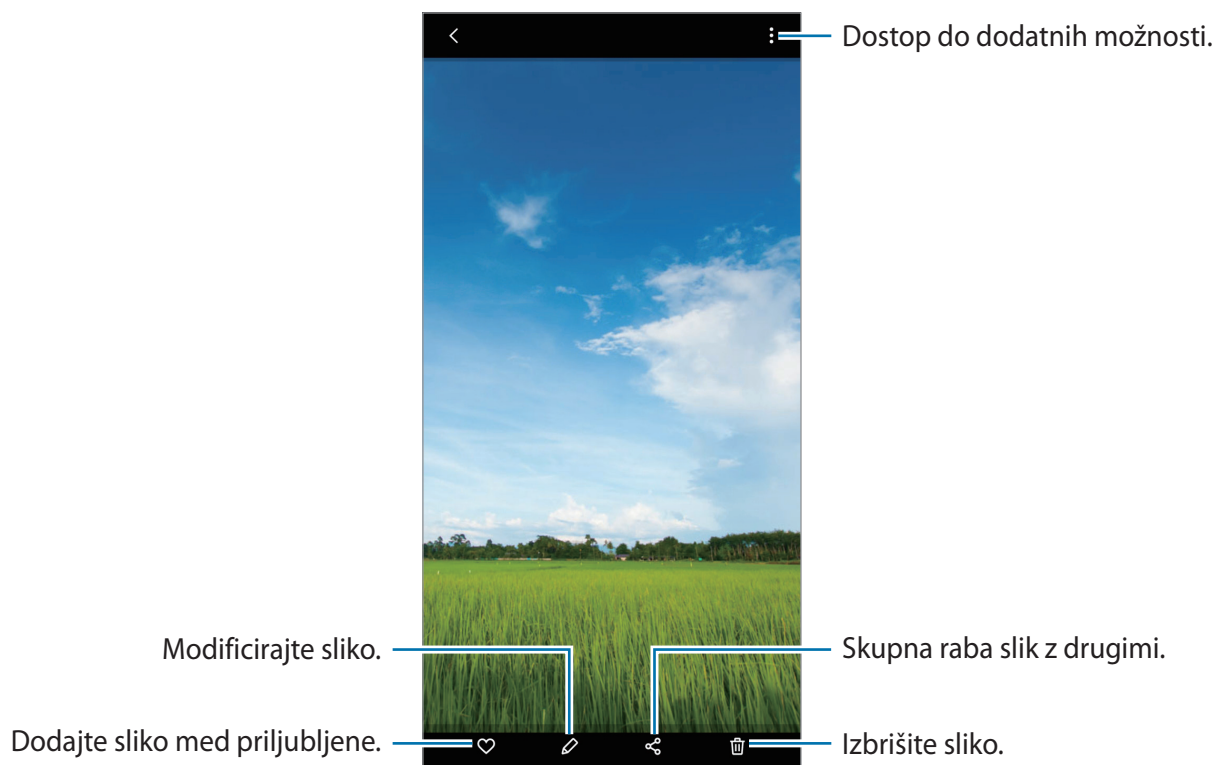 Dostop do dodatnih možnosti.
Modificirajte sliko.
Skupna raba slik z drugimi.
Dodajte sliko med priljubljene.
Izbrišite sliko.